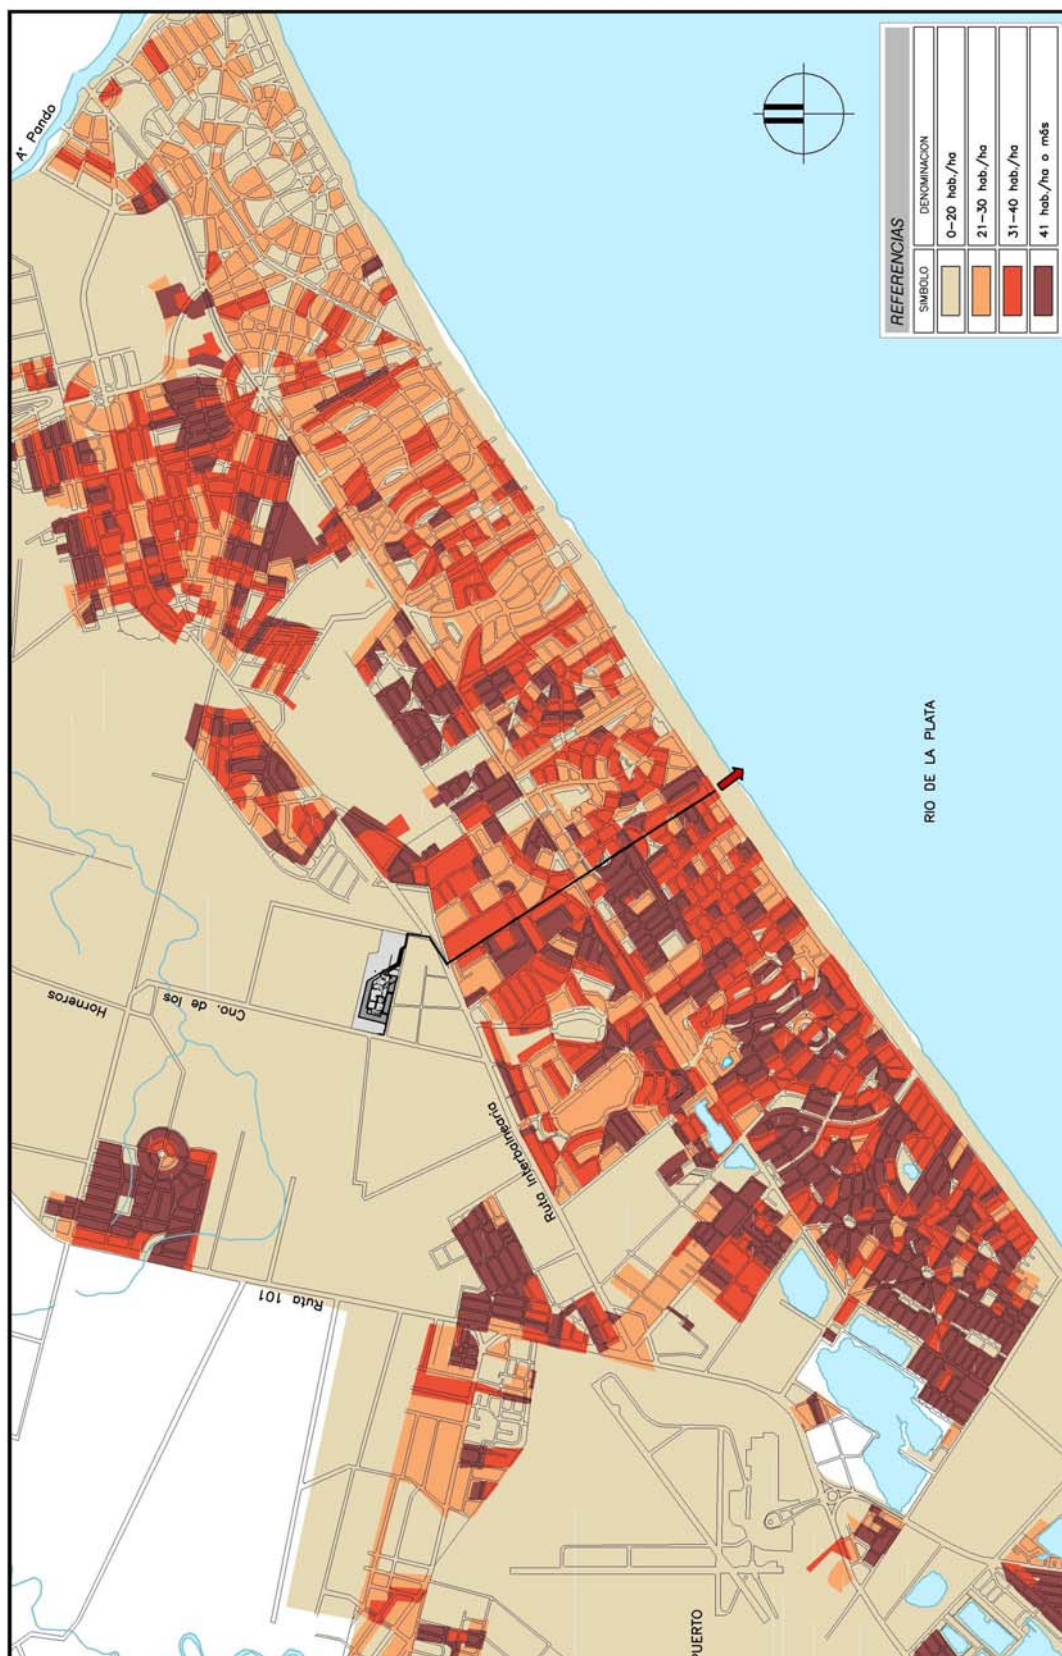 A° Pando
Horneros
Cno. de los
Ruta Interbalnearia
Ruta 101
RIO DE LA PLATA
PUERTO
REFERENCIAS
SIMBOLO DENOMINACION
0-20 hab./ha
21-30 hab./ha
31-40 hab./ha
41 hab./ha o más